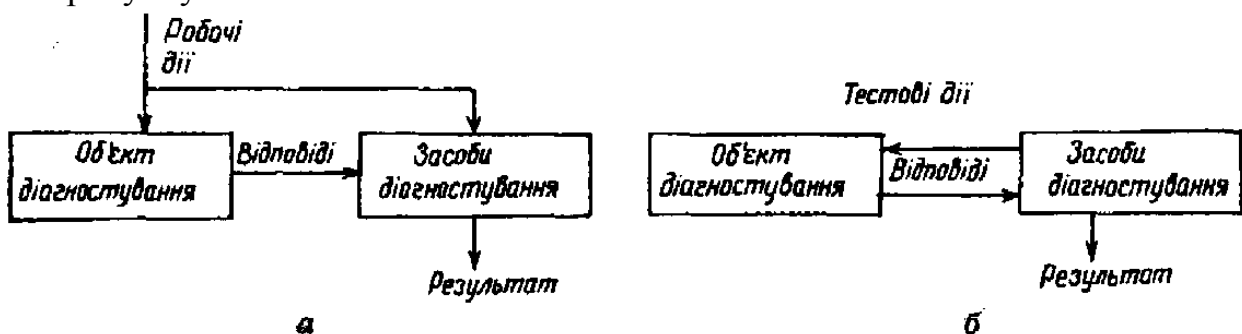 Робочі
дії
Об'єкт
діагностування
Відповіді
Засоби
діагностування
Результат
а
Тестові дії
Об'єкт
діагностування
Відповіді
Засоби
діагностування
Результат
б